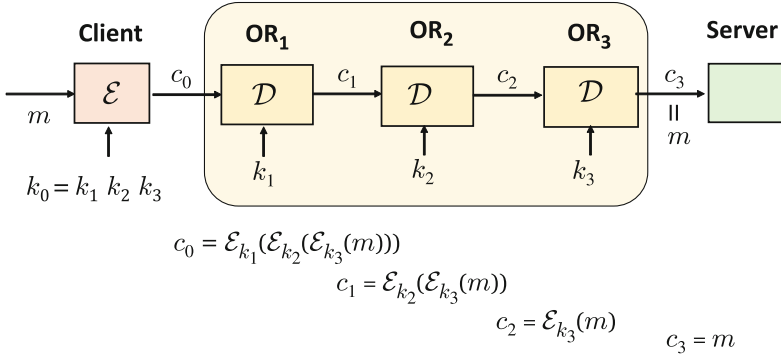 Client
OR₁
OR₂
OR₃
Server
m
ℰ
c₀
𝒟
c₁
𝒟
c₂
𝒟
c₃
=
m
k₀ = k₁ k₂ k₃
k₁
k₂
k₃
c₀ = ℰₖ₁(ℰₖ₂(ℰₖ₃(m)))
c₁ = ℰₖ₂(ℰₖ₃(m))
c₂ = ℰₖ₃(m)
c₃ = m